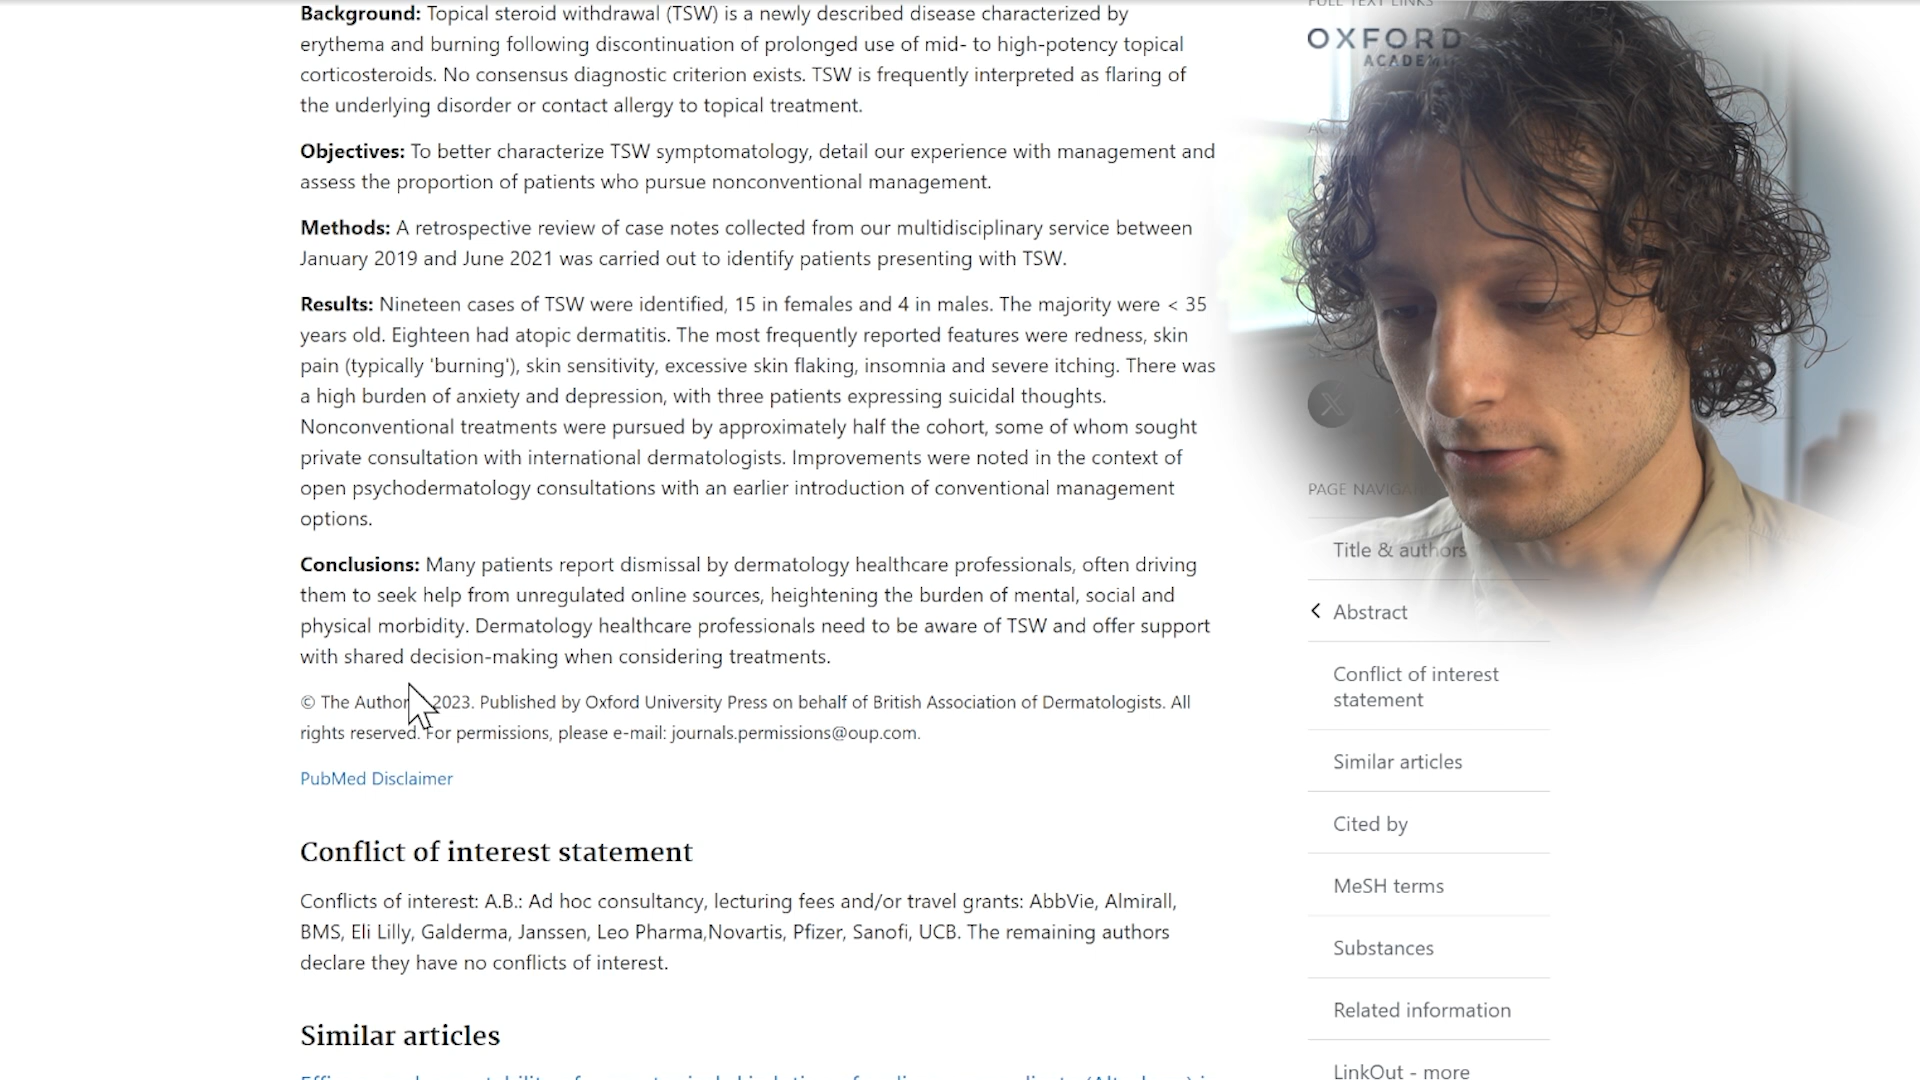 Background: Topical steroid withdrawal (TSW) is a newly described disease characterized by
erythema and burning following discontinuation of prolonged use of mid- to high-potency topical
corticosteroids. No consensus diagnostic criterion exists. TSW is frequently interpreted as flaring of
the underlying disorder or contact allergy to topical treatment.
Objectives: To better characterize TSW symptomatology, detail our experience with management and
assess the proportion of patients who pursue nonconventional management.
Methods: A retrospective review of case notes collected from our multidisciplinary service between
January 2019 and June 2021 was carried out to identify patients presenting with TSW.
Results: Nineteen cases of TSW were identified, 15 in females and 4 in males. The majority were < 35
years old. Eighteen had atopic dermatitis. The most frequently reported features were redness, skin
pain (typically 'burning'), skin sensitivity, excessive skin flaking, insomnia and severe itching. There was
a high burden of anxiety and depression, with three patients expressing suicidal thoughts.
Nonconventional treatments were pursued by approximately half the cohort, some of whom sought
private consultation with international dermatologists. Improvements were noted in the context of
open psychodermatology consultations with an earlier introduction of conventional management
options.
Conclusions: Many patients report dismissal by dermatology healthcare professionals, often driving
them to seek help from unregulated online sources, heightening the burden of mental, social and
physical morbidity. Dermatology healthcare professionals need to be aware of TSW and offer support
with shared decision-making when considering treatments.
© The Author 2023. Published by Oxford University Press on behalf of British Association of Dermatologists. All
rights reserved. For permissions, please e-mail: journals.permissions@oup.com.
PubMed Disclaimer
Conflict of interest statement
Conflicts of interest: A.B.: Ad hoc consultancy, lecturing fees and/or travel grants: AbbVie, Almirall,
BMS, Eli Lilly, Galderma, Janssen, Leo Pharma,Novartis, Pfizer, Sanofi, UCB. The remaining authors
declare they have no conflicts of interest.
Similar articles
FULL TEXT LINKS
OXFORD
ACADEMIC
PAGE
Title & authors
Abstract
Conflict of interest
statement
Similar articles
Cited by
MeSH terms
Substances
Related information
LinkOut - more